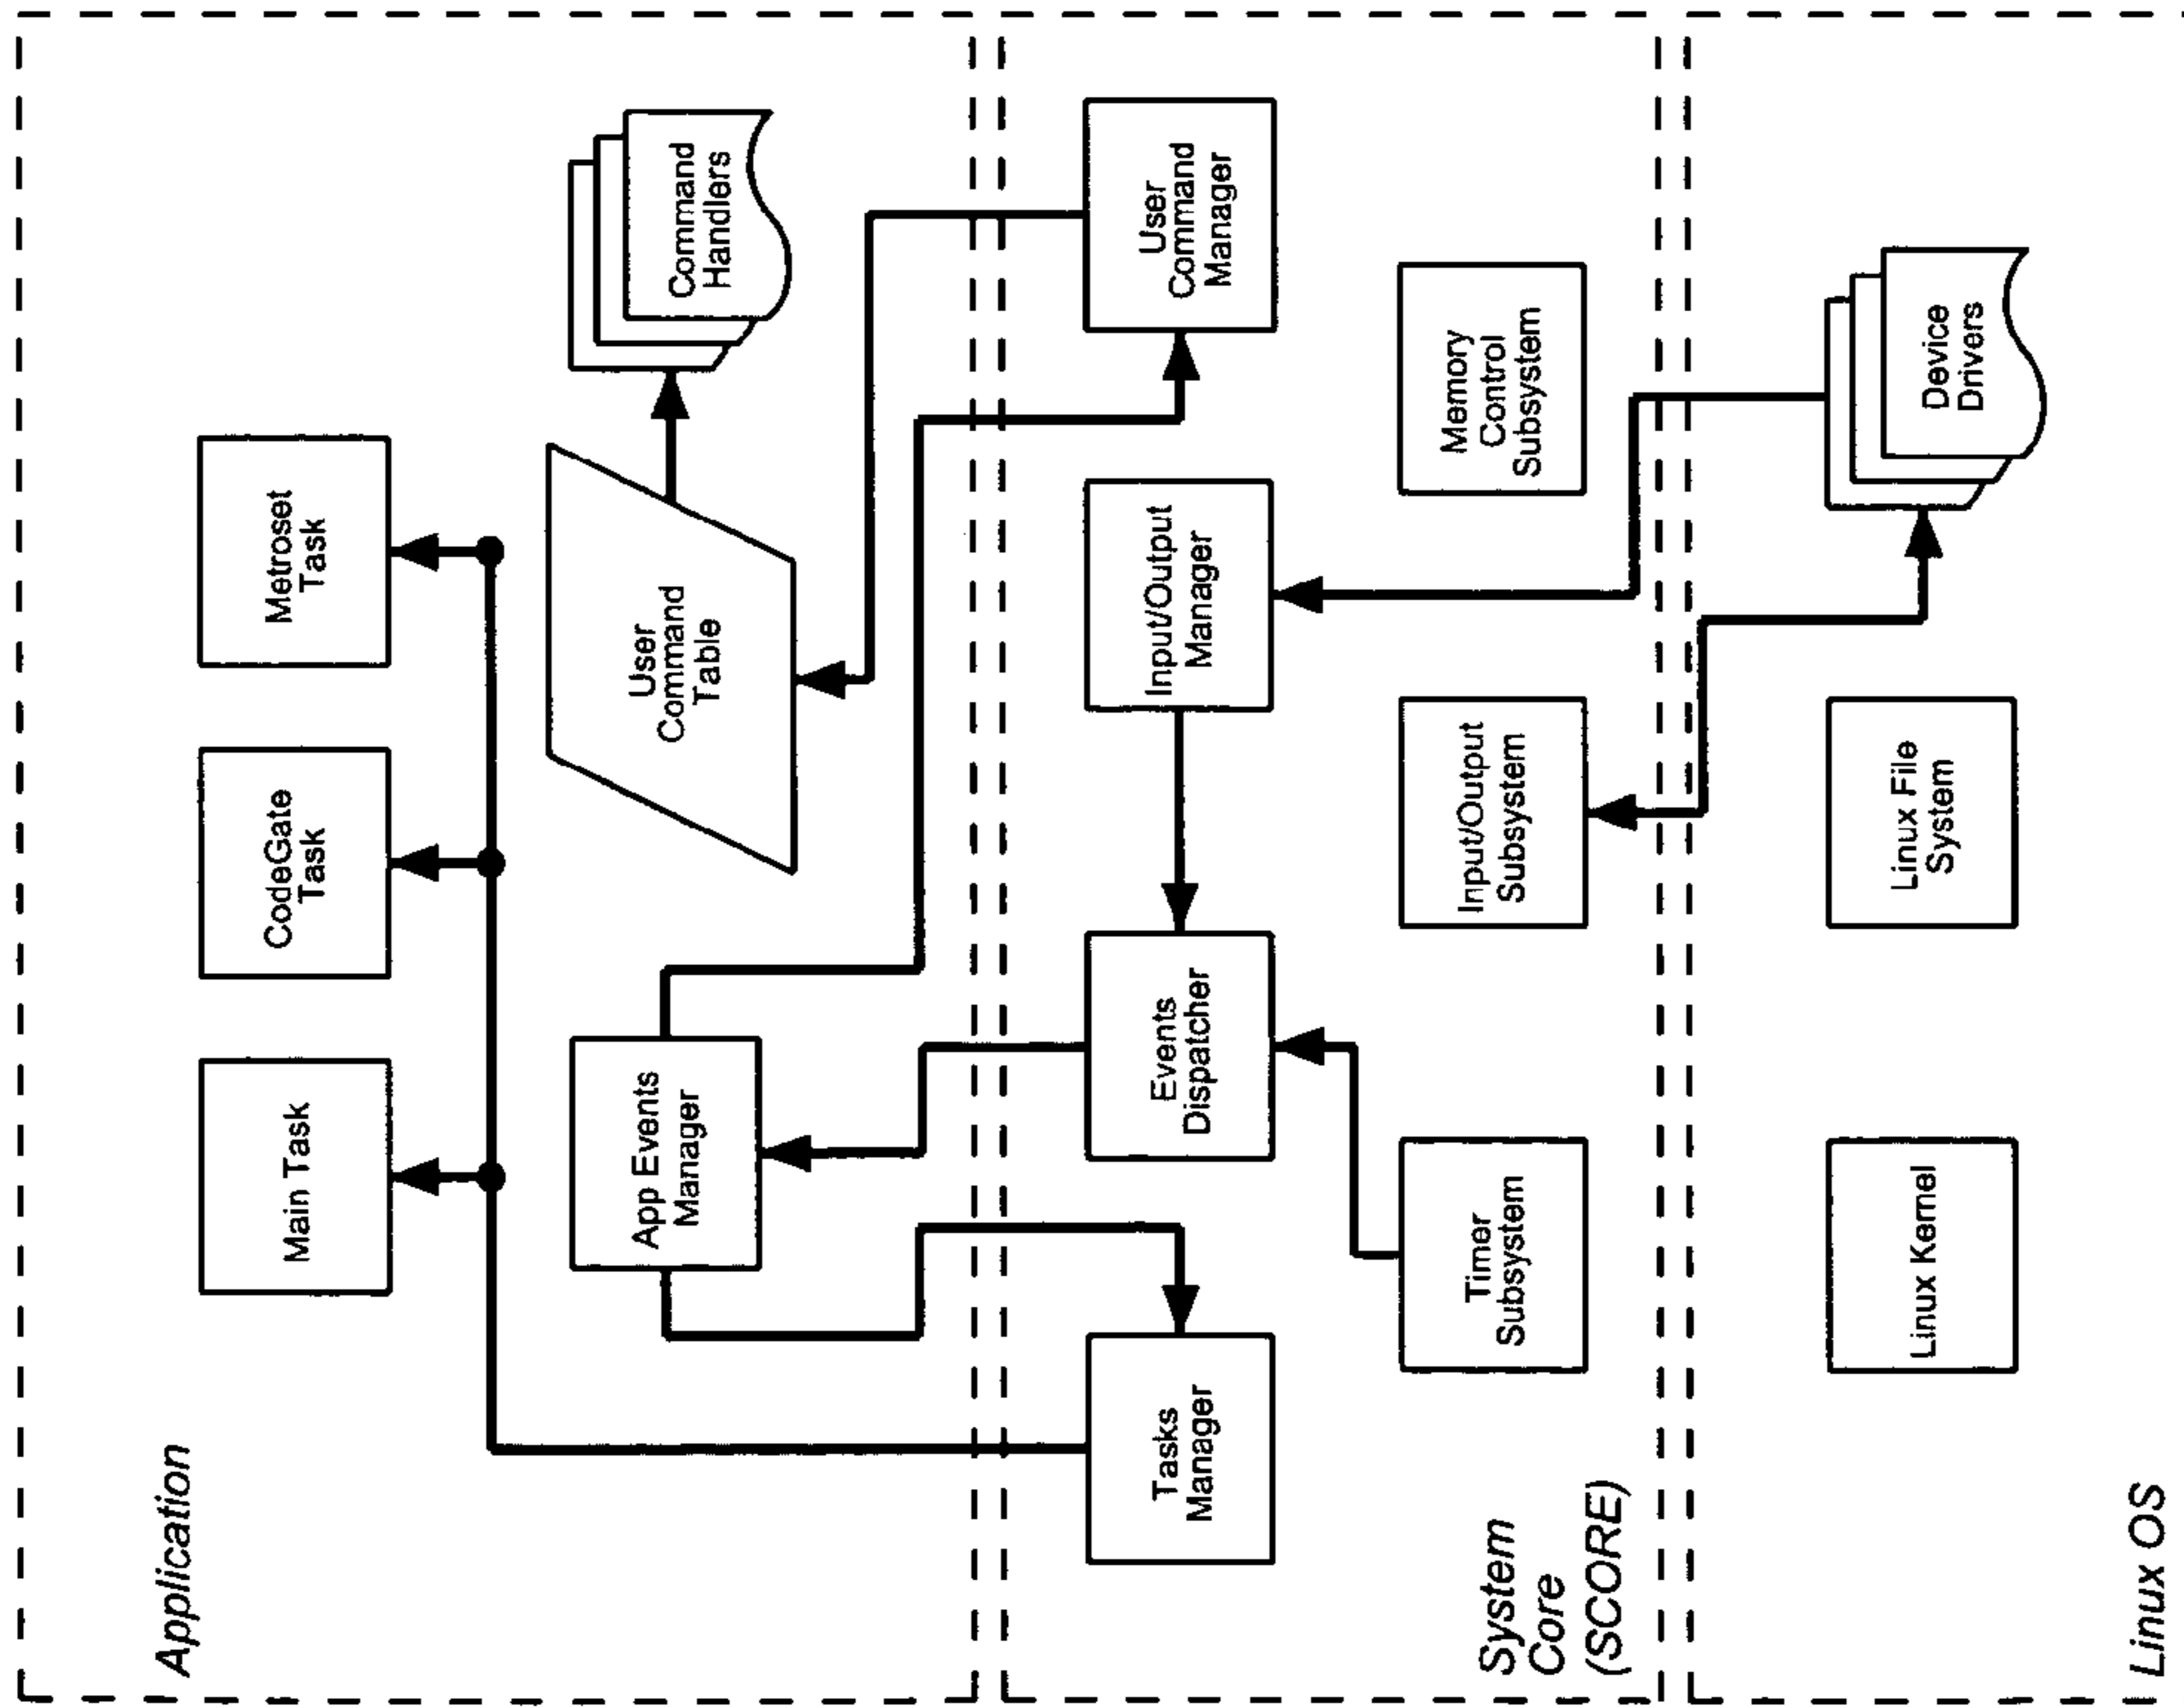 Application
Main Task
CodeGate
Task
Metroset
Task
App Events
Manager
User
Command
Table
Command
Handlers
Tasks
Manager
Events
Dispatcher
Input/Output
Manager
User
Command
Manager
System
Core
(SCORE)
Timer
Subsystem
Input/Output
Subsystem
Memory
Control
Subsystem
Linux OS
Linux Kernel
Linux File
System
Device
Drivers